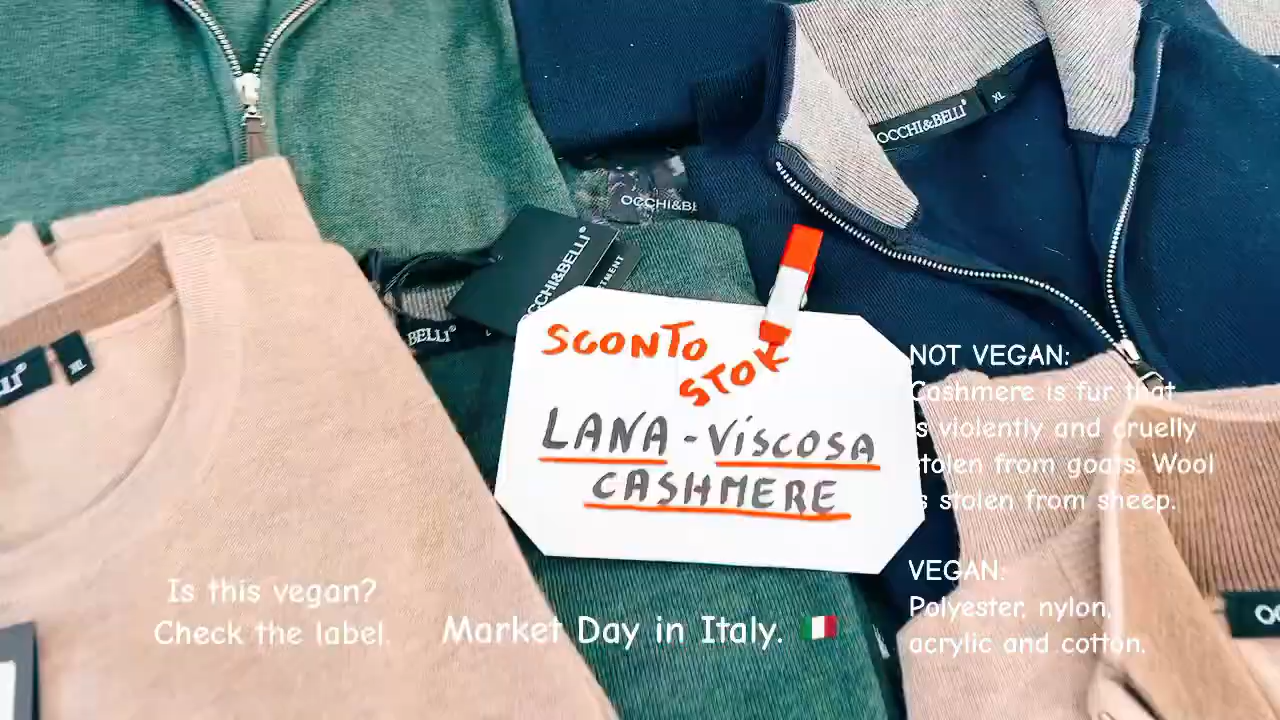 OCCHI&BELLI
XL
OCCHI&BE
OCCHI&BELLI
TMENT
BELLI
XL
SCONTO
STOK
LANA-VISCOSA
CASHMERE
NOT VEGAN:
Cashmere is fur that
is violently and cruelly
stolen from goats. Wool
is stolen from sheep.
VEGAN:
Polyester, nylon,
acrylic and cotton.
Is this vegan?
Check the label.
Market Day in Italy. 🇮🇹